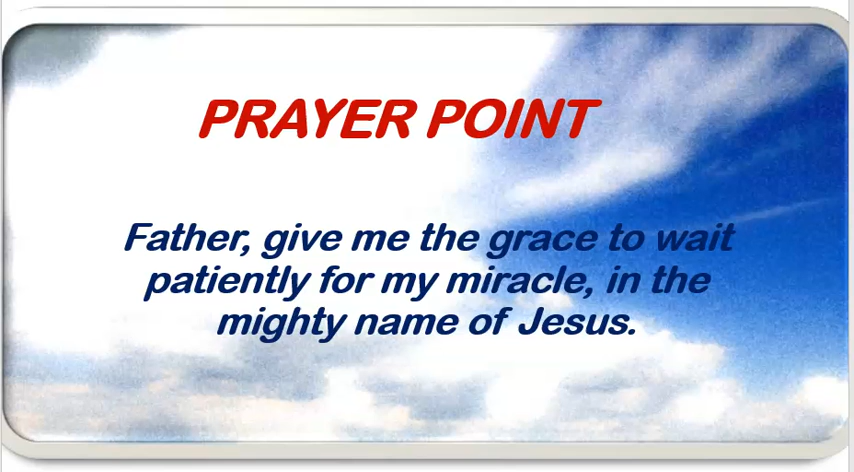 PRAYER POINT
Father, give me the grace to wait
patiently for my miracle, in the
mighty name of Jesus.